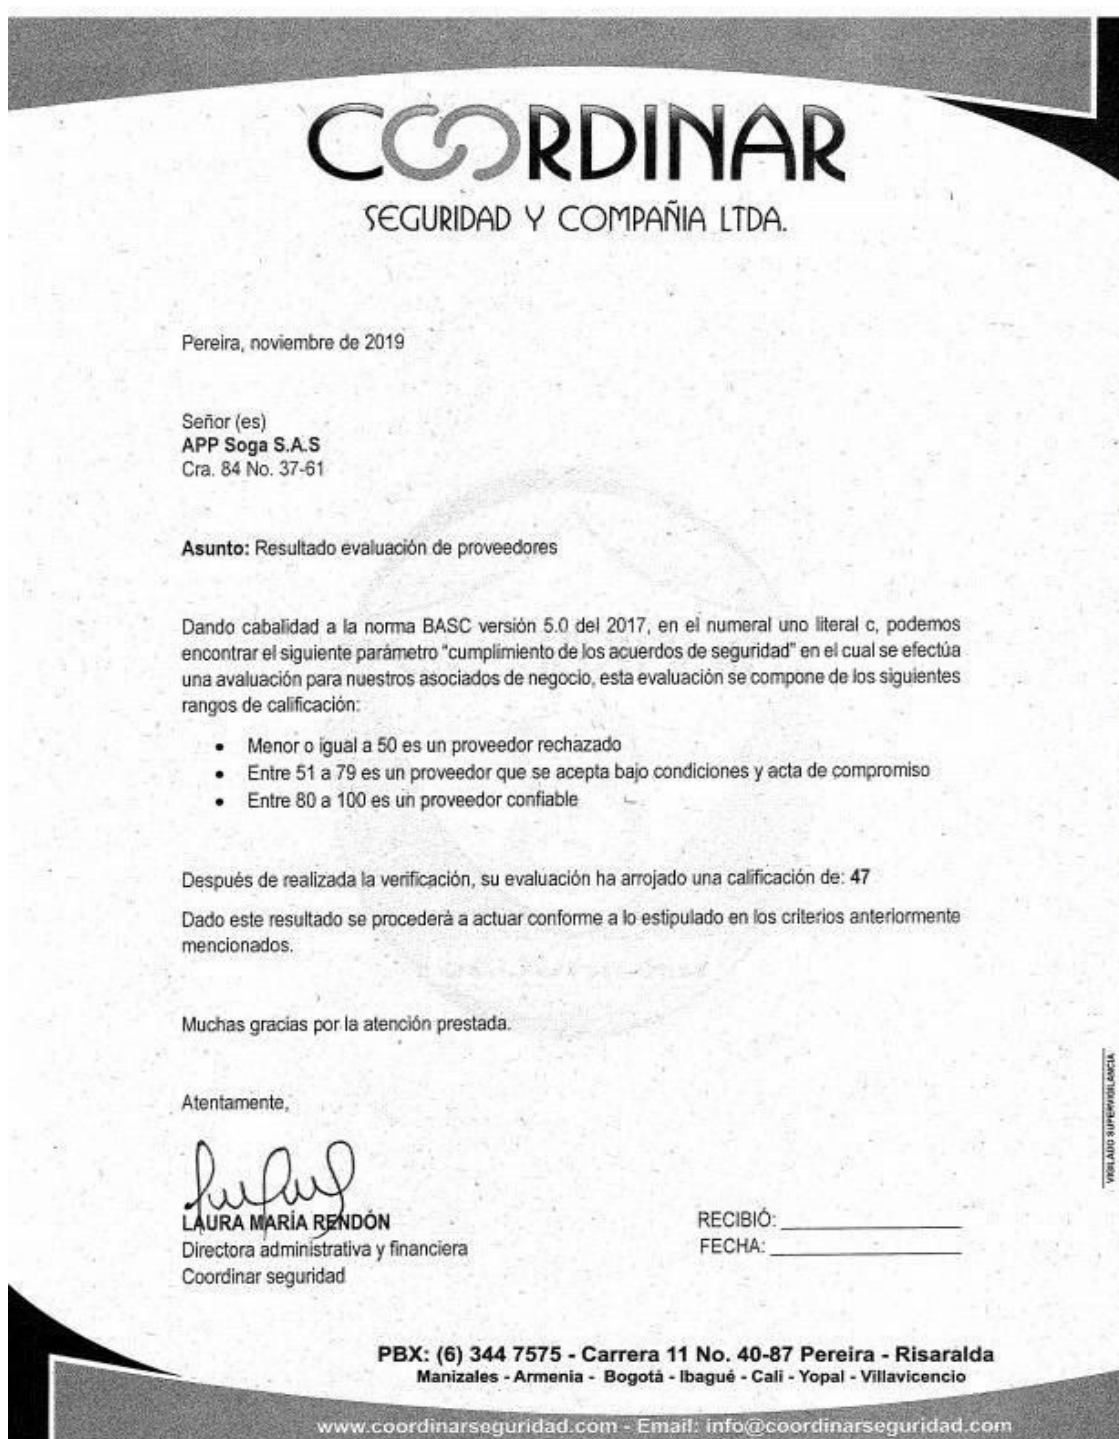 COORDINAR
SEGURIDAD Y COMPAÑIA LTDA.
Pereira, noviembre de 2019
Señor (es)
APP Soga S.A.S
Cra. 84 No. 37-61
Asunto: Resultado evaluación de proveedores
Dando cabalidad a la norma BASC versión 5.0 del 2017, en el numeral uno literal c, podemos
encontrar el siguiente parámetro “cumplimiento de los acuerdos de seguridad” en el cual se efectúa
una avaluación para nuestros asociados de negocio, esta evaluación se compone de los siguientes
rangos de calificación:
• Menor o igual a 50 es un proveedor rechazado
• Entre 51 a 79 es un proveedor que se acepta bajo condiciones y acta de compromiso
• Entre 80 a 100 es un proveedor confiable
Después de realizada la verificación, su evaluación ha arrojado una calificación de: 47
Dado este resultado se procederá a actuar conforme a lo estipulado en los criterios anteriormente
mencionados.
Muchas gracias por la atención prestada.
Atentamente,
LAURA MARÍA RENDÓN
Directora administrativa y financiera
Coordinar seguridad
RECIBIÓ:
FECHA:
VIGILADO SUPERVIGILANCIA
PBX: (6) 344 7575 - Carrera 11 No. 40-87 Pereira - Risaralda
Manizales - Armenia - Bogotá - Ibagué - Cali - Yopal - Villavicencio
www.coordinarseguridad.com - Email: info@coordinarseguridad.com